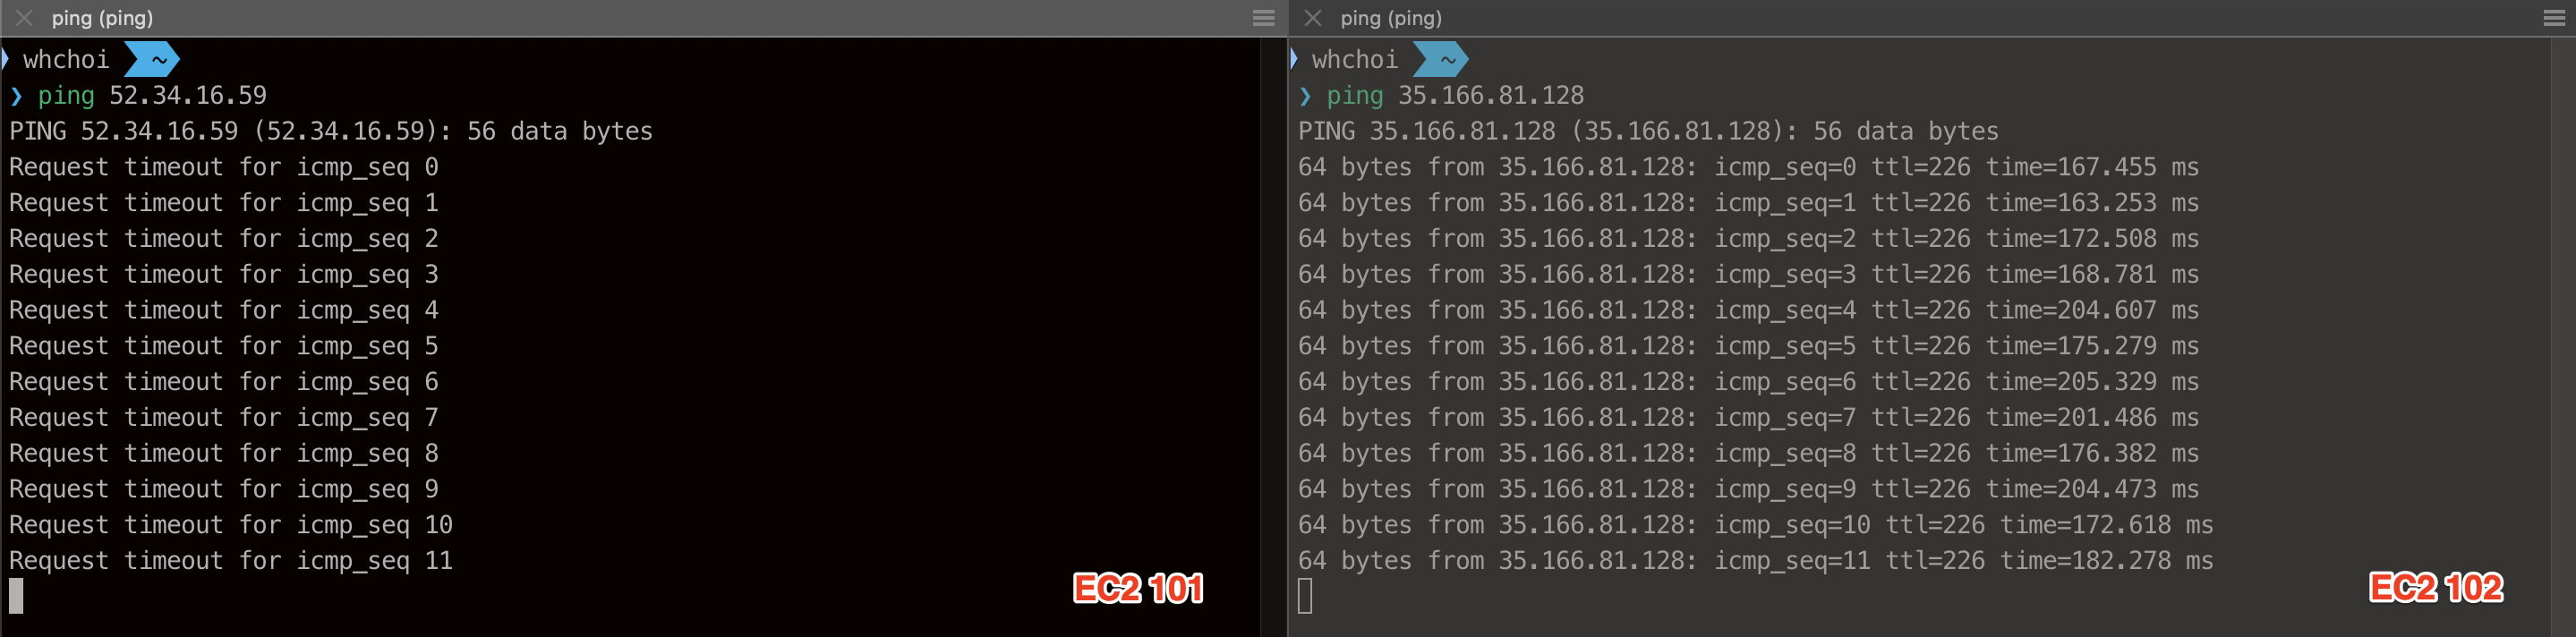 ping (ping)
whchoi ~
❯ ping 52.34.16.59
PING 52.34.16.59 (52.34.16.59): 56 data bytes
Request timeout for icmp_seq 0
Request timeout for icmp_seq 1
Request timeout for icmp_seq 2
Request timeout for icmp_seq 3
Request timeout for icmp_seq 4
Request timeout for icmp_seq 5
Request timeout for icmp_seq 6
Request timeout for icmp_seq 7
Request timeout for icmp_seq 8
Request timeout for icmp_seq 9
Request timeout for icmp_seq 10
Request timeout for icmp_seq 11
EC2 101
ping (ping)
whchoi ~
❯ ping 35.166.81.128
PING 35.166.81.128 (35.166.81.128): 56 data bytes
64 bytes from 35.166.81.128: icmp_seq=0 ttl=226 time=167.455 ms
64 bytes from 35.166.81.128: icmp_seq=1 ttl=226 time=163.253 ms
64 bytes from 35.166.81.128: icmp_seq=2 ttl=226 time=172.508 ms
64 bytes from 35.166.81.128: icmp_seq=3 ttl=226 time=168.781 ms
64 bytes from 35.166.81.128: icmp_seq=4 ttl=226 time=204.607 ms
64 bytes from 35.166.81.128: icmp_seq=5 ttl=226 time=175.279 ms
64 bytes from 35.166.81.128: icmp_seq=6 ttl=226 time=205.329 ms
64 bytes from 35.166.81.128: icmp_seq=7 ttl=226 time=201.486 ms
64 bytes from 35.166.81.128: icmp_seq=8 ttl=226 time=176.382 ms
64 bytes from 35.166.81.128: icmp_seq=9 ttl=226 time=204.473 ms
64 bytes from 35.166.81.128: icmp_seq=10 ttl=226 time=172.618 ms
64 bytes from 35.166.81.128: icmp_seq=11 ttl=226 time=182.278 ms
EC2 102